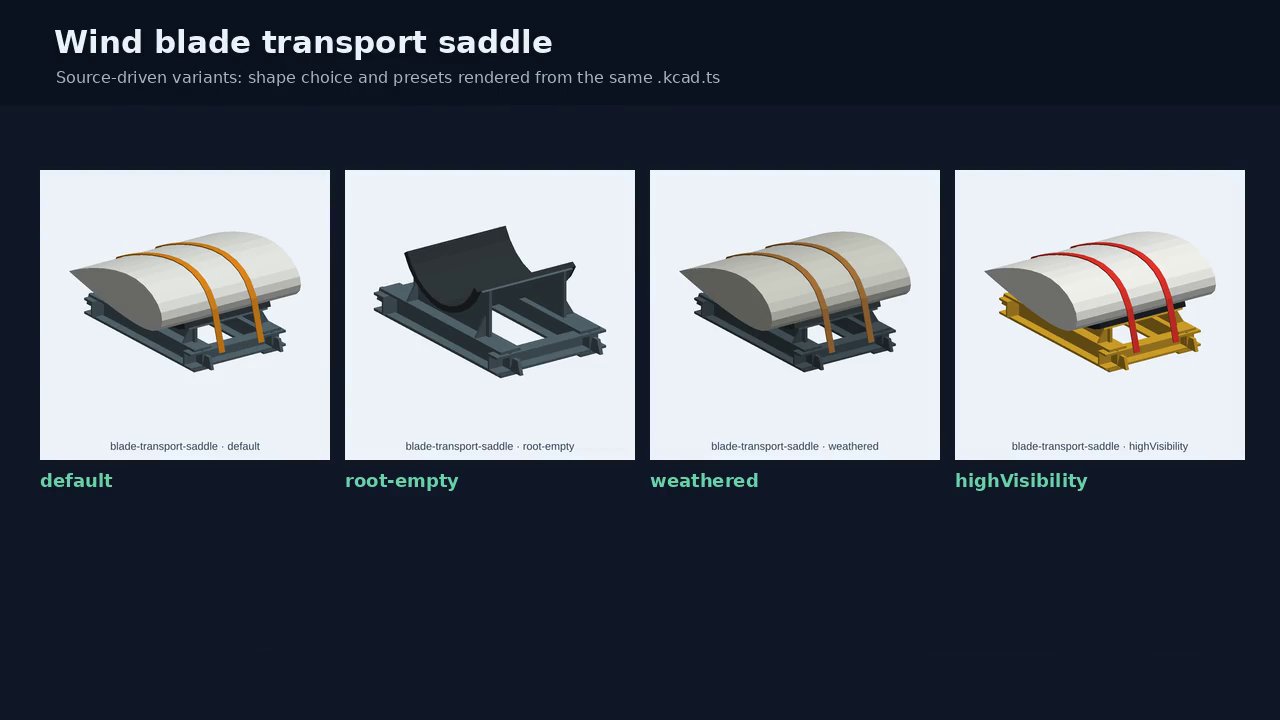 Wind blade transport saddle
Source-driven variants: shape choice and presets rendered from the same .kcad.ts
blade-transport-saddle · default
blade-transport-saddle · root-empty
blade-transport-saddle · weathered
blade-transport-saddle · highVisibility
default
root-empty
weathered
highVisibility